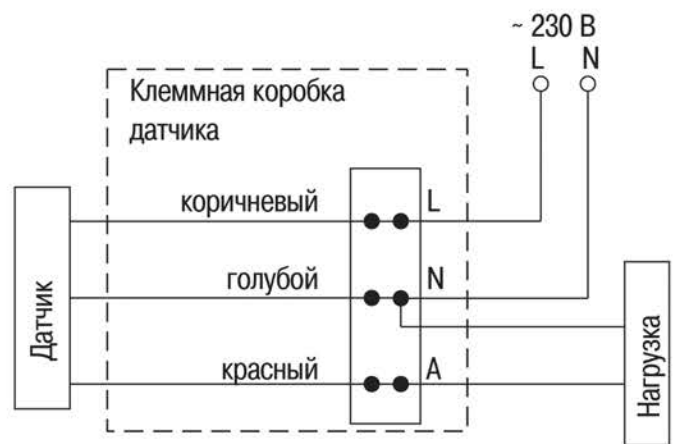 ~ 230 В
L N
Клеммная коробка
датчика
коричневый L
голубой N
красный A
Датчик
Нагрузка